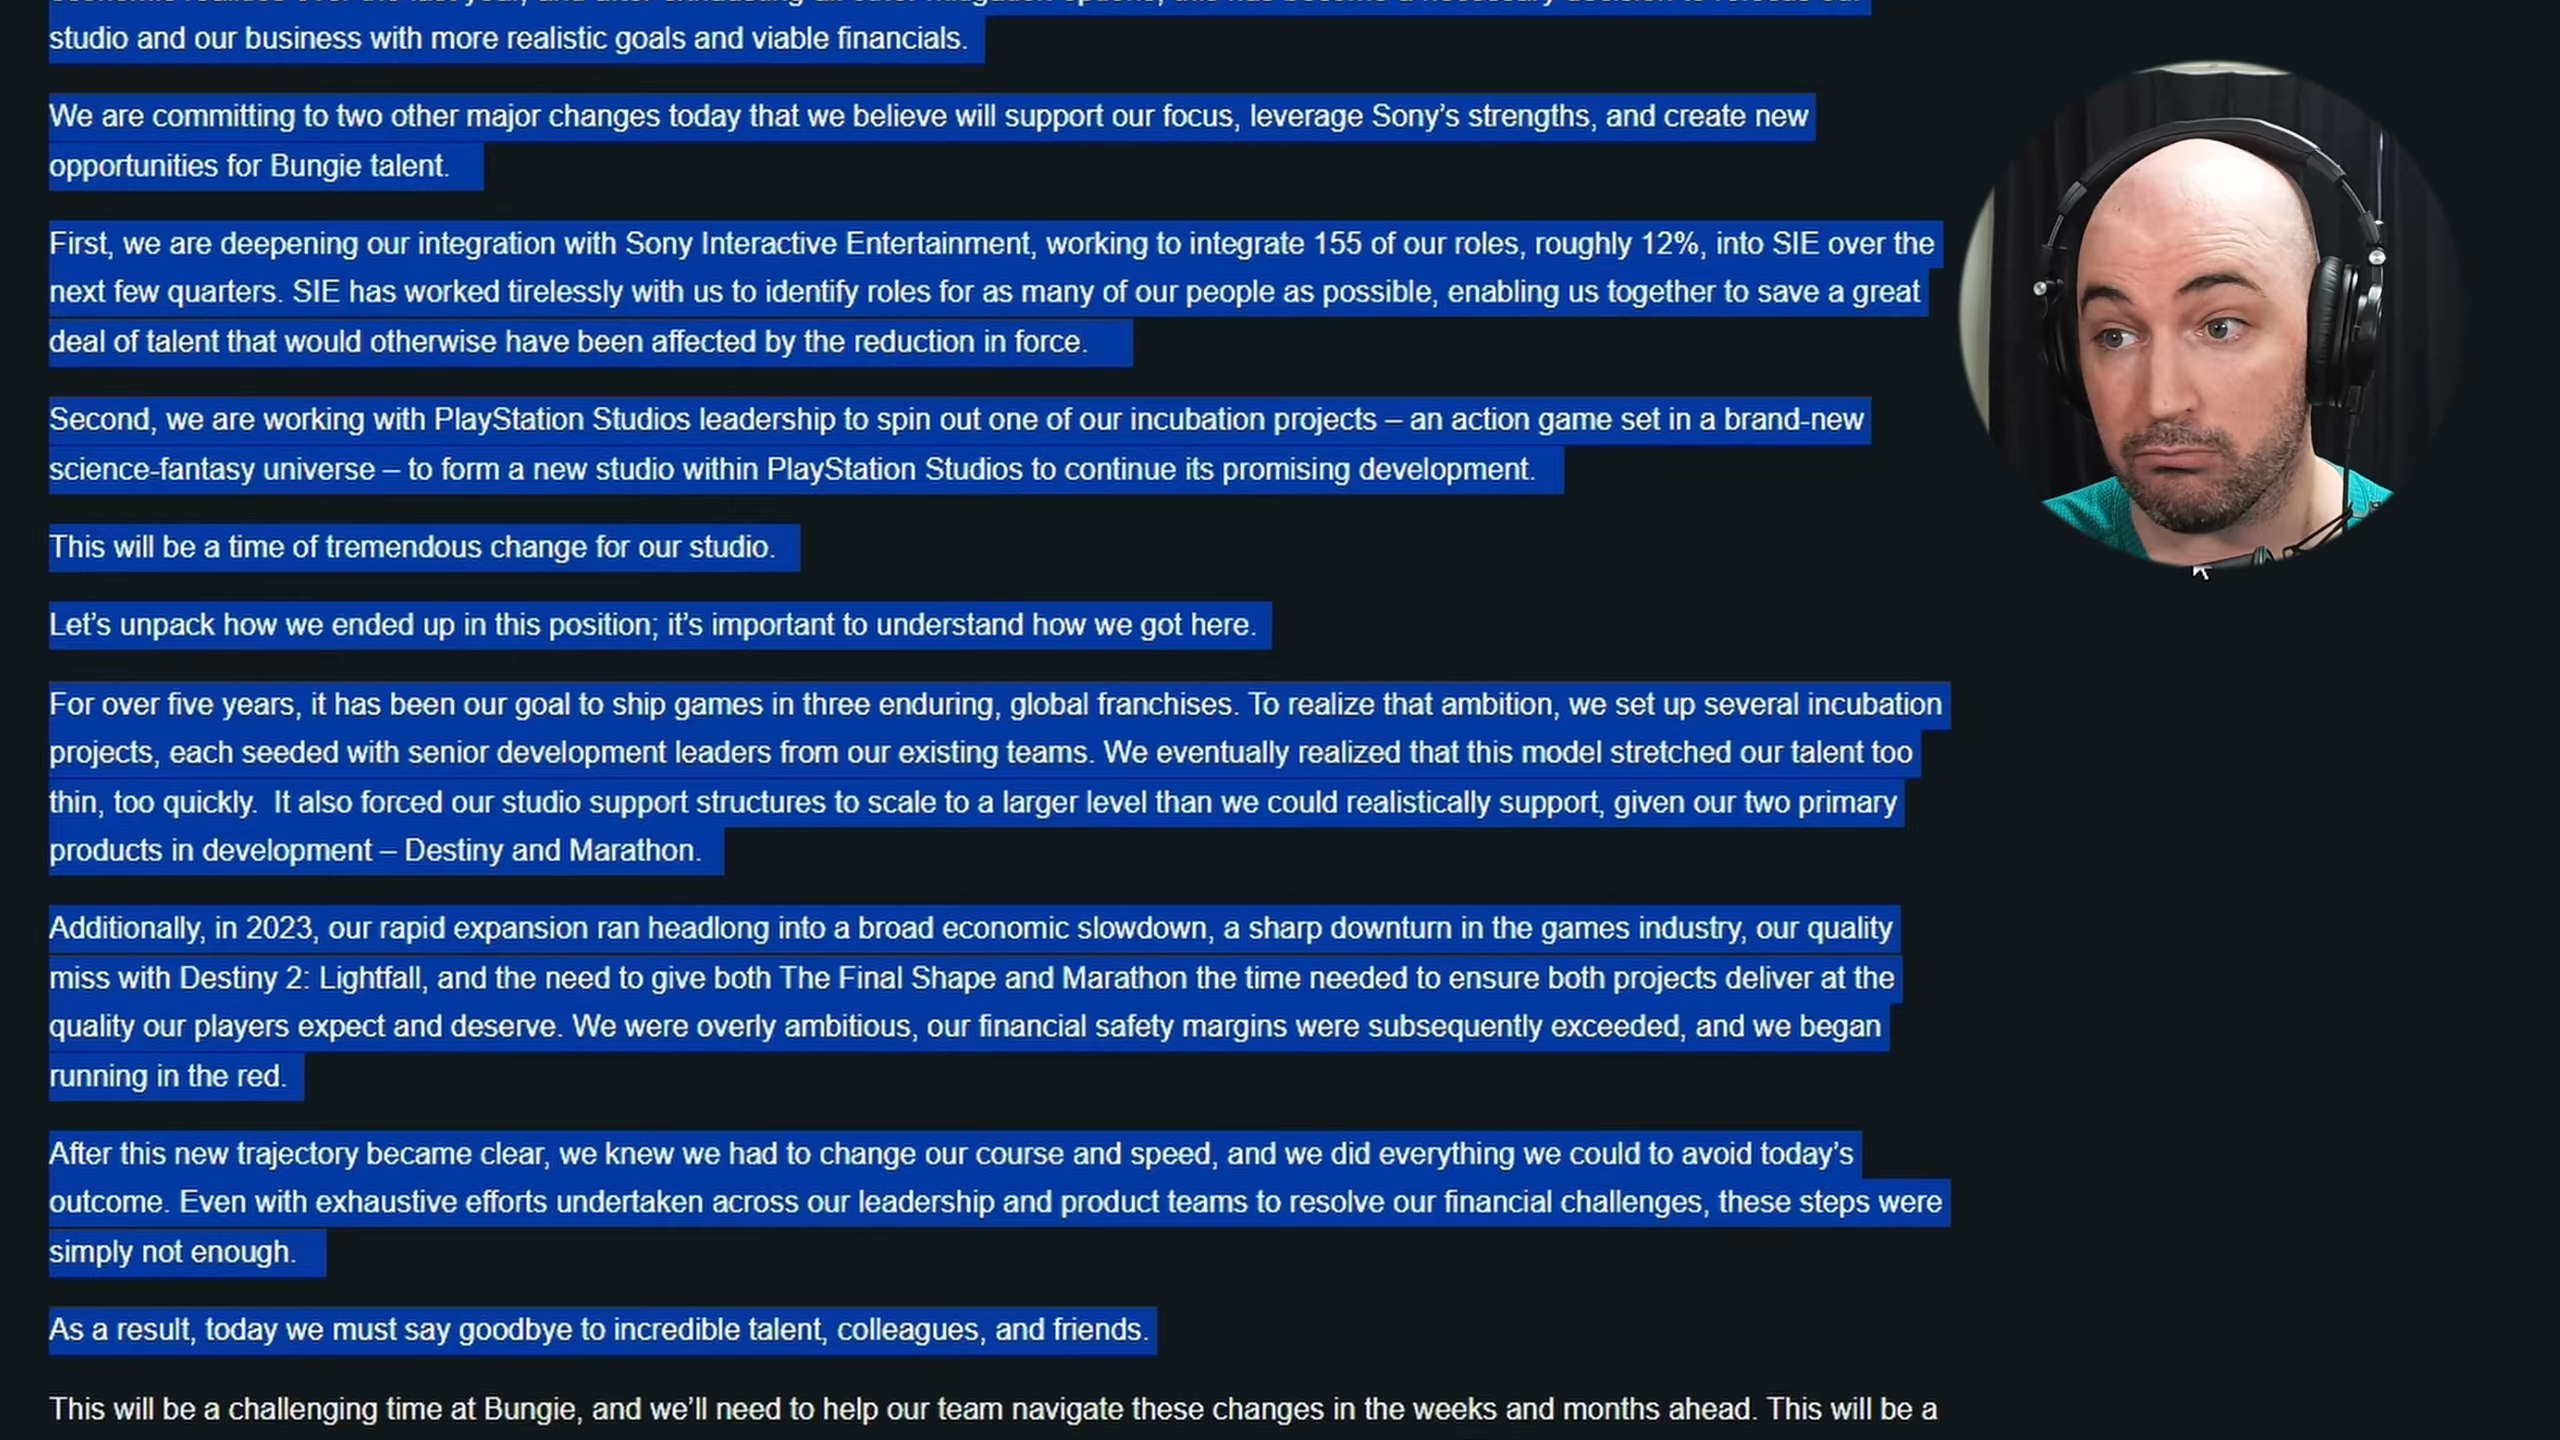 studio and our business with more realistic goals and viable financials.
We are committing to two other major changes today that we believe will support our focus, leverage Sony’s strengths, and create new
opportunities for Bungie talent.
First, we are deepening our integration with Sony Interactive Entertainment, working to integrate 155 of our roles, roughly 12%, into SIE over the
next few quarters. SIE has worked tirelessly with us to identify roles for as many of our people as possible, enabling us together to save a great
deal of talent that would otherwise have been affected by the reduction in force.
Second, we are working with PlayStation Studios leadership to spin out one of our incubation projects – an action game set in a brand-new
science-fantasy universe – to form a new studio within PlayStation Studios to continue its promising development.
This will be a time of tremendous change for our studio.
Let’s unpack how we ended up in this position; it’s important to understand how we got here.
For over five years, it has been our goal to ship games in three enduring, global franchises. To realize that ambition, we set up several incubation
projects, each seeded with senior development leaders from our existing teams. We eventually realized that this model stretched our talent too
thin, too quickly.  It also forced our studio support structures to scale to a larger level than we could realistically support, given our two primary
products in development – Destiny and Marathon.
Additionally, in 2023, our rapid expansion ran headlong into a broad economic slowdown, a sharp downturn in the games industry, our quality
miss with Destiny 2: Lightfall, and the need to give both The Final Shape and Marathon the time needed to ensure both projects deliver at the
quality our players expect and deserve. We were overly ambitious, our financial safety margins were subsequently exceeded, and we began
running in the red.
After this new trajectory became clear, we knew we had to change our course and speed, and we did everything we could to avoid today’s
outcome. Even with exhaustive efforts undertaken across our leadership and product teams to resolve our financial challenges, these steps were
simply not enough.
As a result, today we must say goodbye to incredible talent, colleagues, and friends.
This will be a challenging time at Bungie, and we’ll need to help our team navigate these changes in the weeks and months ahead. This will be a